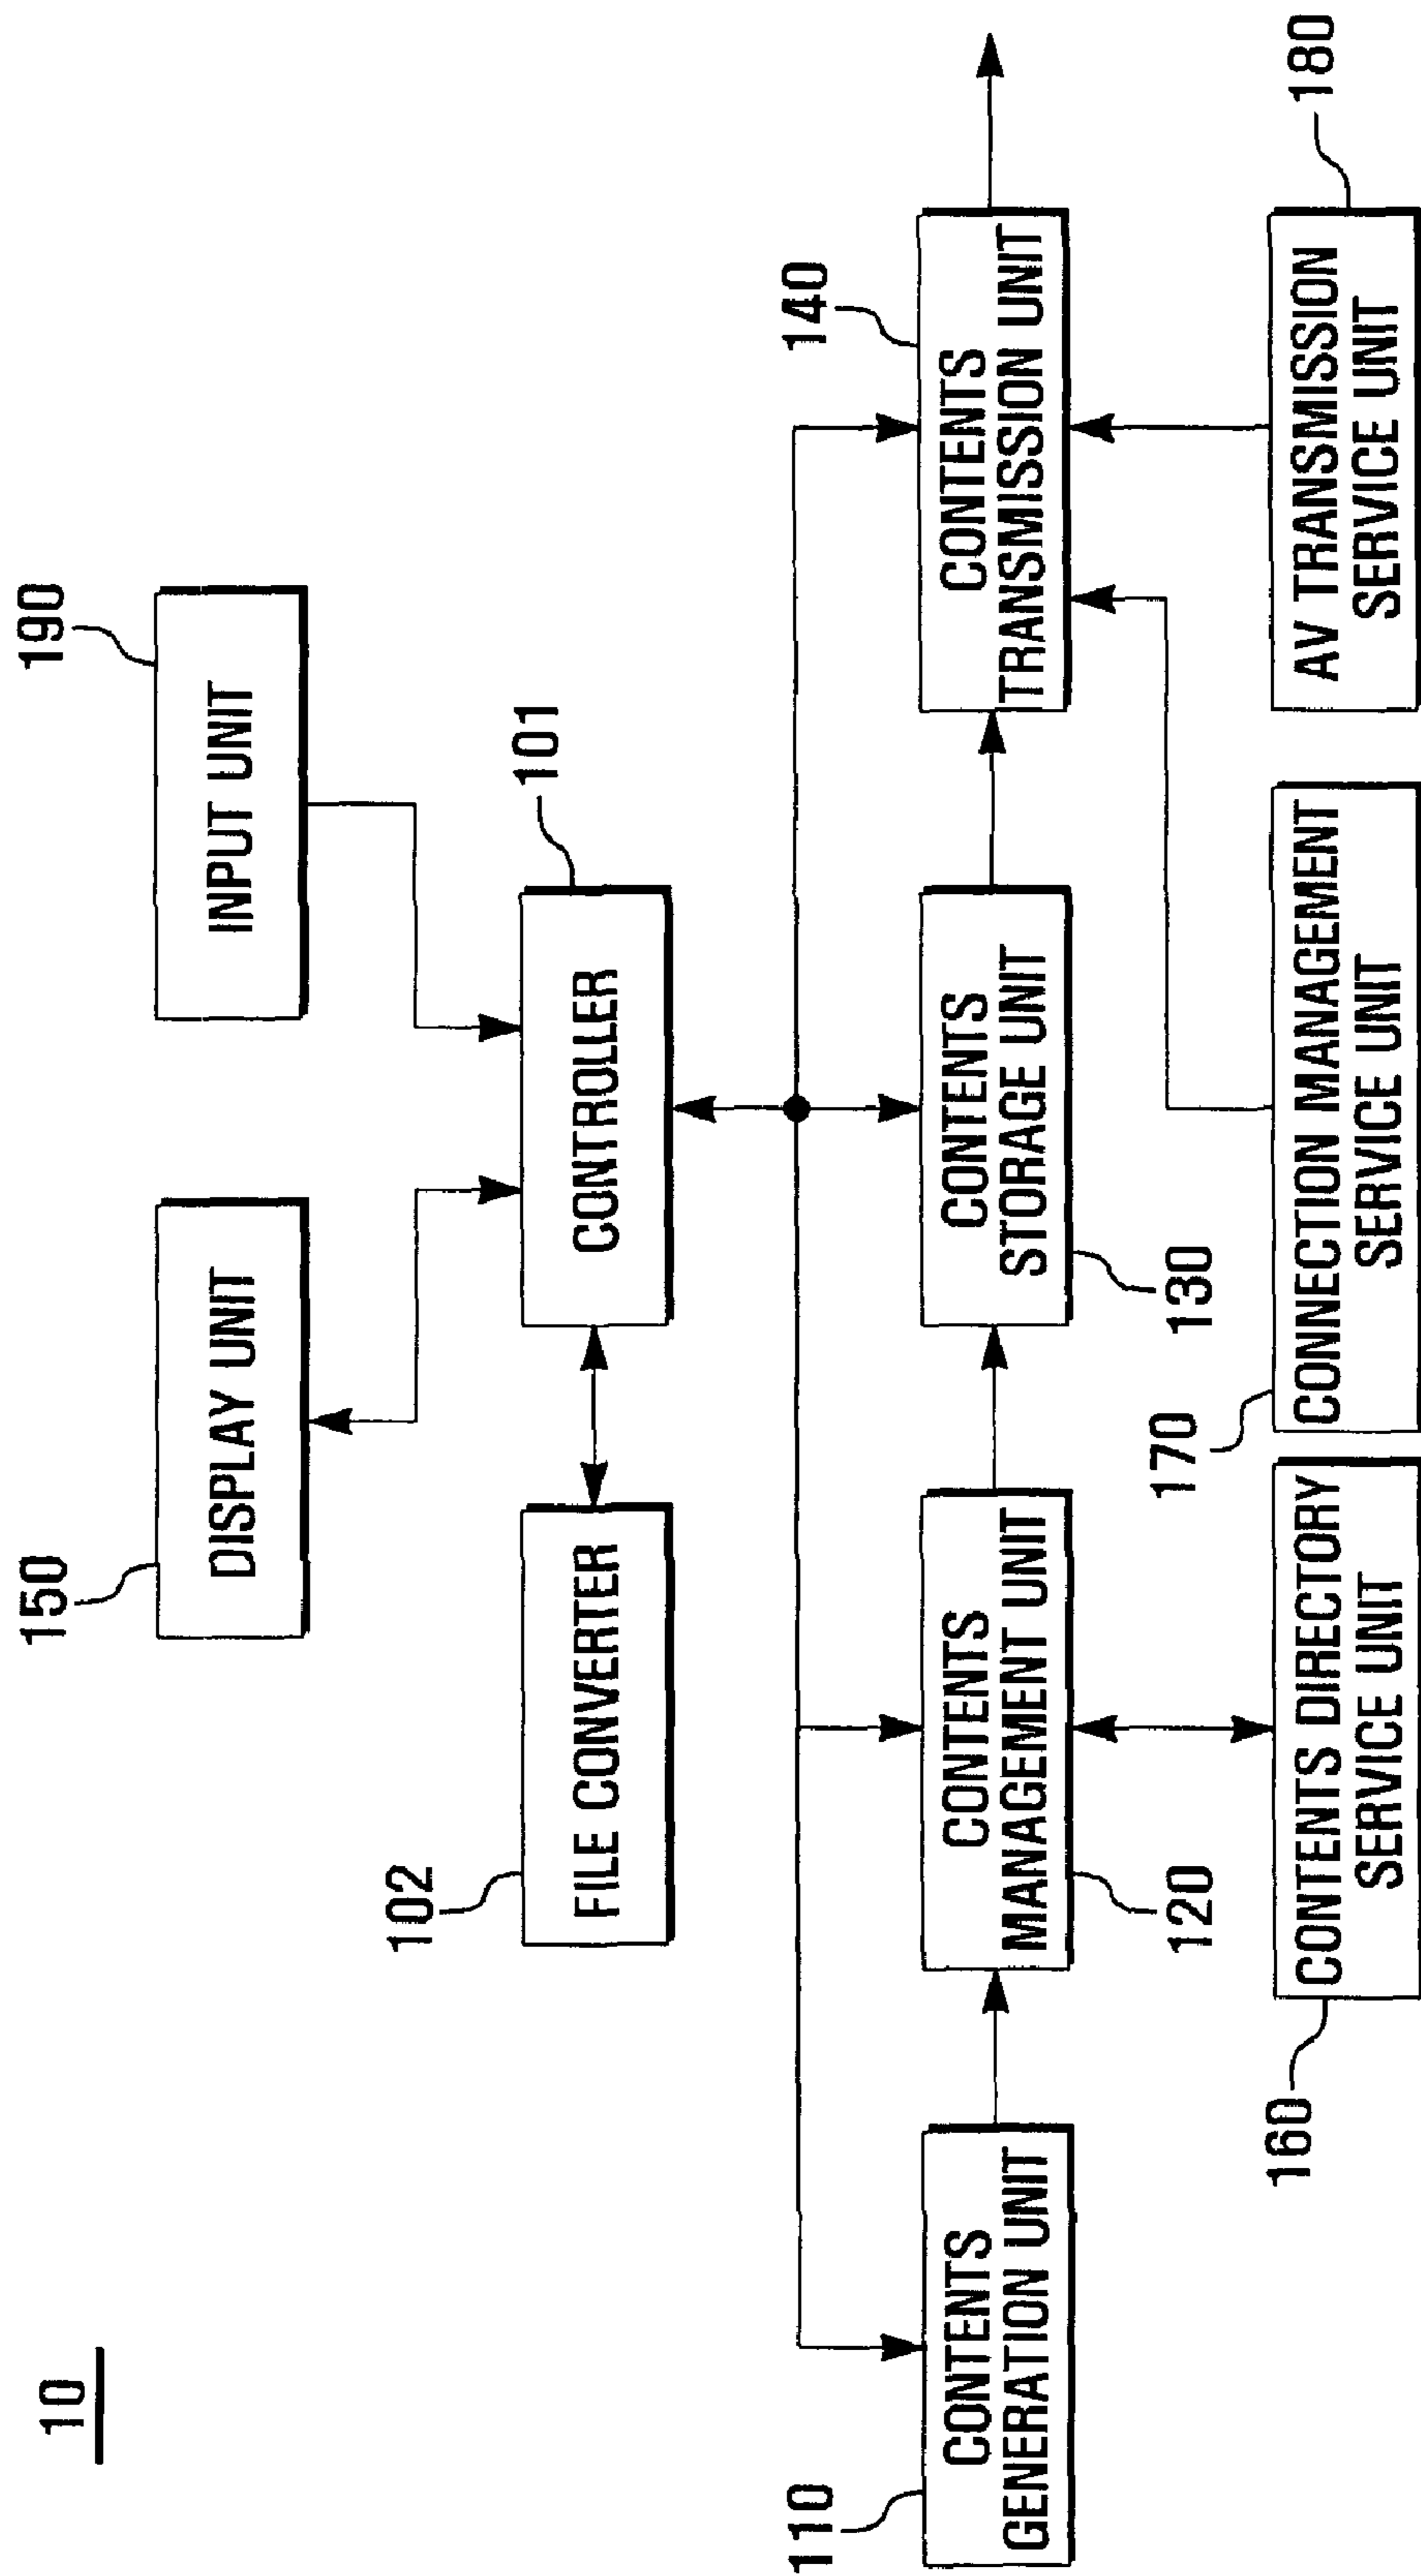 10
150
DISPLAY UNIT
190
INPUT UNIT
102
FILE CONVERTER
101
CONTROLLER
110
CONTENTS
GENERATION UNIT
CONTENTS
MANAGEMENT UNIT
120
CONTENTS
STORAGE UNIT
130
140
CONTENTS
TRANSMISSION UNIT
160
CONTENTS DIRECTORY
SERVICE UNIT
170
CONNECTION MANAGEMENT
SERVICE UNIT
AV TRANSMISSION
SERVICE UNIT
180